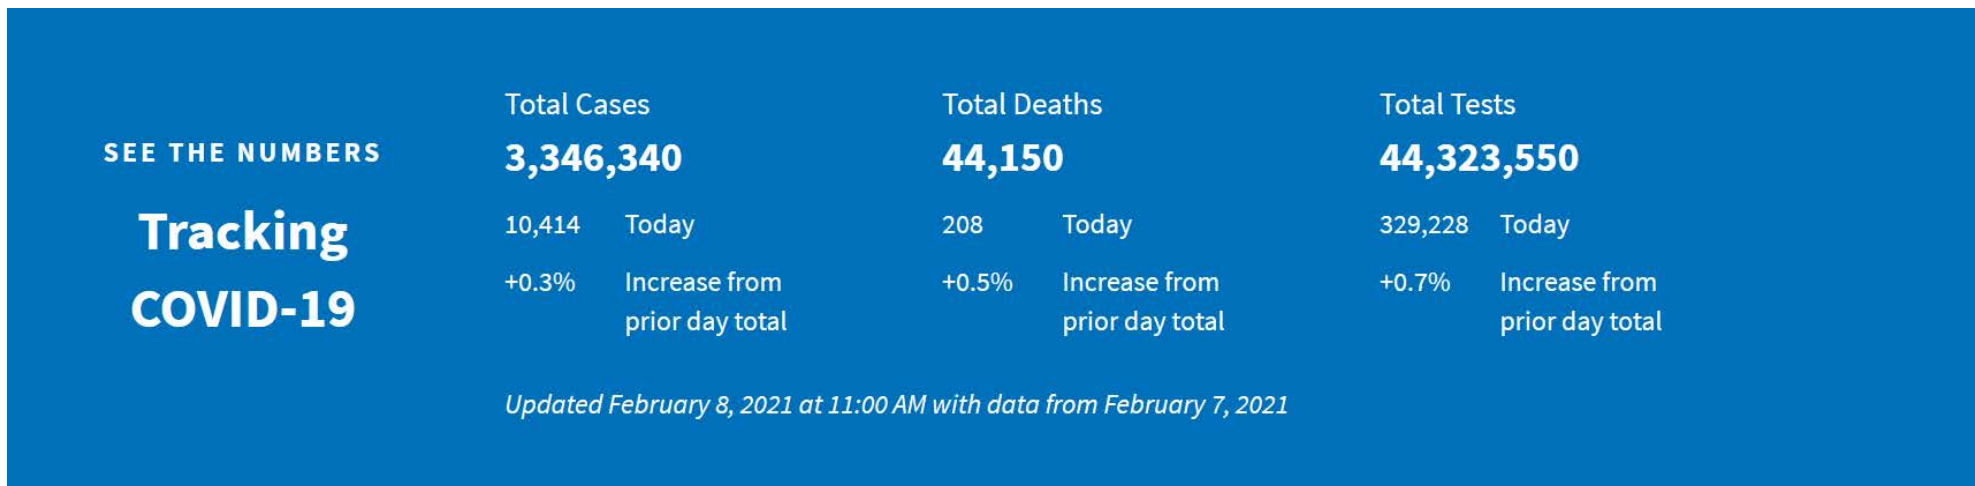 SEE THE NUMBERS
Tracking
COVID-19
Total Cases
3,346,340
10,414 Today
+0.3% Increase from
prior day total
Total Deaths
44,150
208 Today
+0.5% Increase from
prior day total
Total Tests
44,323,550
329,228 Today
+0.7% Increase from
prior day total
Updated February 8, 2021 at 11:00 AM with data from February 7, 2021